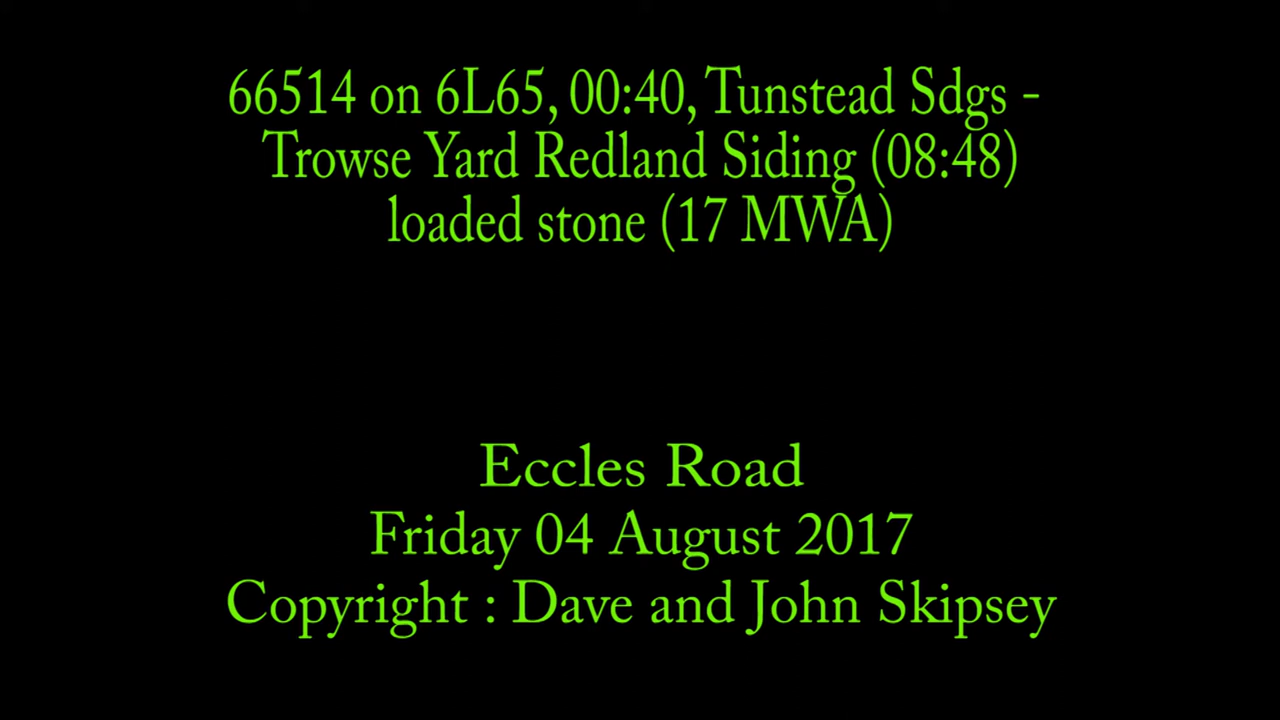 66514 on 6L65, 00:40, Tunstead Sdgs -
Trowse Yard Redland Siding (08:48)
loaded stone (17 MWA)
Eccles Road
Friday 04 August 2017
Copyright : Dave and John Skipsey